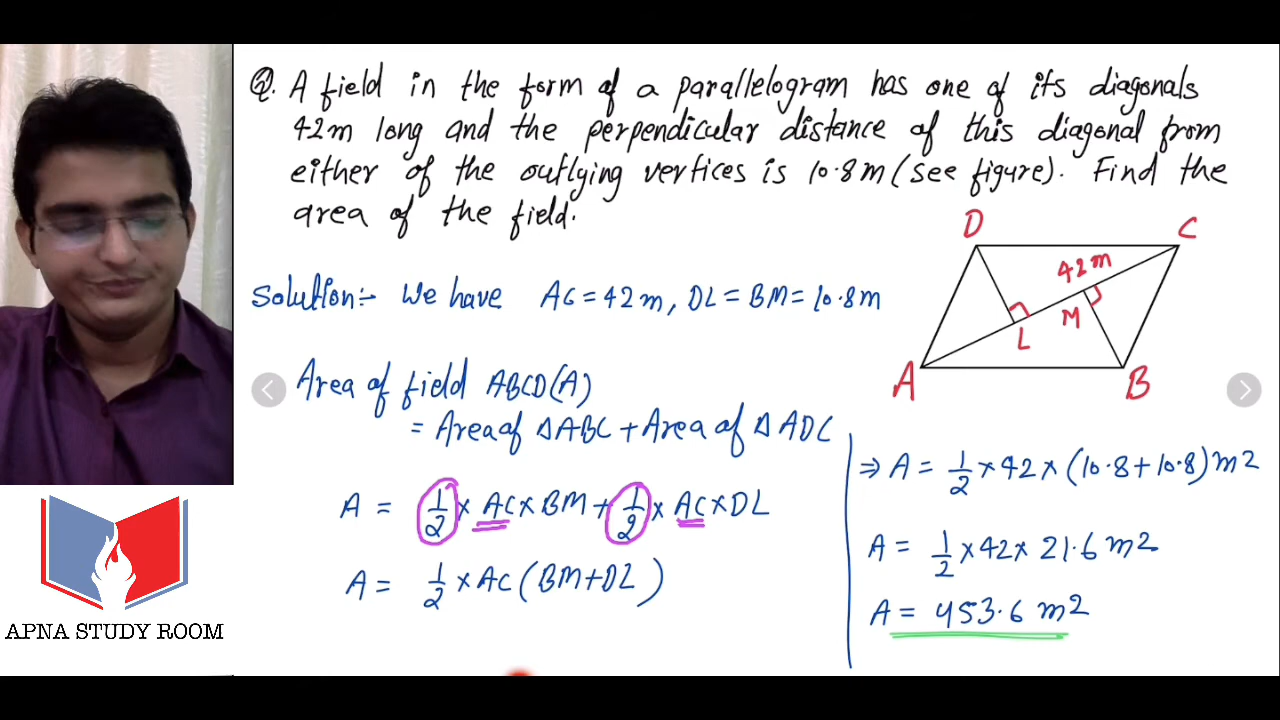 Q. A field in the form of a parallelogram has one of its diagonals
42m long and the perpendicular distance of this diagonal from
either of the outlying vertices is 10.8m (see figure). Find the
area of the field.
D
C
42m
L
M
A
B
Solution:- We have AC = 42m, DL = BM = 10.8m
Area of field ABCD(A)
= Area of ΔABC + Area of ΔADC
A = 1/2 × AC × BM + 1/2 × AC × DL
A = 1/2 × AC (BM+DL)
⇒ A = 1/2 × 42 × (10.8+10.8) m2
A = 1/2 × 42 × 21.6 m2
A = 453.6 m2
APNA STUDY ROOM